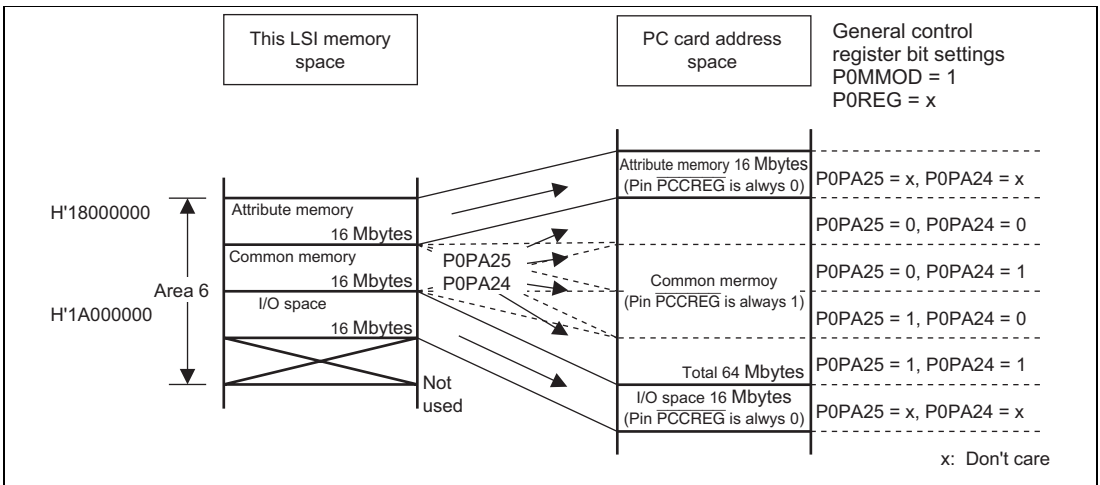 This LSI memory
space
PC card address
space
General control
register bit settings
P0MMOD = 1
P0REG = x
H'18000000
Area 6
H'1A000000
Attribute memory
16 Mbytes
Common memory
16 Mbytes
I/O space
16 Mbytes
Not
used
P0PA25
P0PA24
Attribute memory 16 Mbytes
(Pin PCCREG is alwys 0)
Common mermoy
(Pin PCCREG is always 1)
Total 64 Mbytes
I/O space 16 Mbytes
(Pin PCCREG is alwys 0)
P0PA25 = x, P0PA24 = x
P0PA25 = 0, P0PA24 = 0
P0PA25 = 0, P0PA24 = 1
P0PA25 = 1, P0PA24 = 0
P0PA25 = 1, P0PA24 = 1
P0PA25 = x, P0PA24 = x
x: Don't care